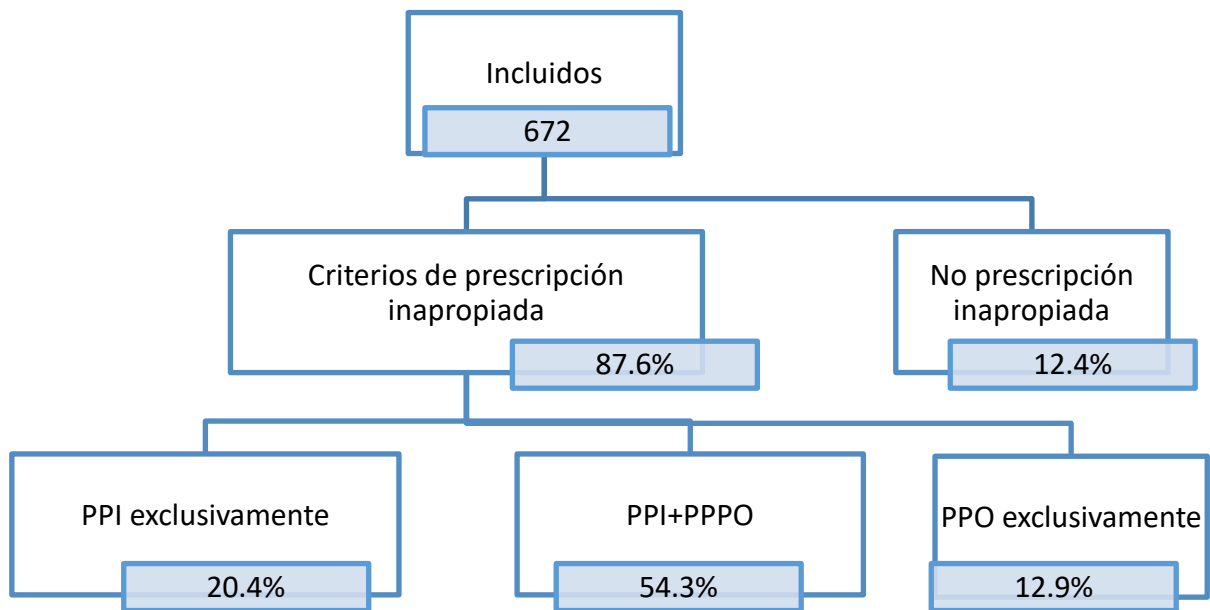 Incluidos
672
Criterios de prescripción
inapropiada
87.6%
No prescripción
inapropiada
12.4%
PPI exclusivamente
20.4%
PPI+PPPO
54.3%
PPO exclusivamente
12.9%